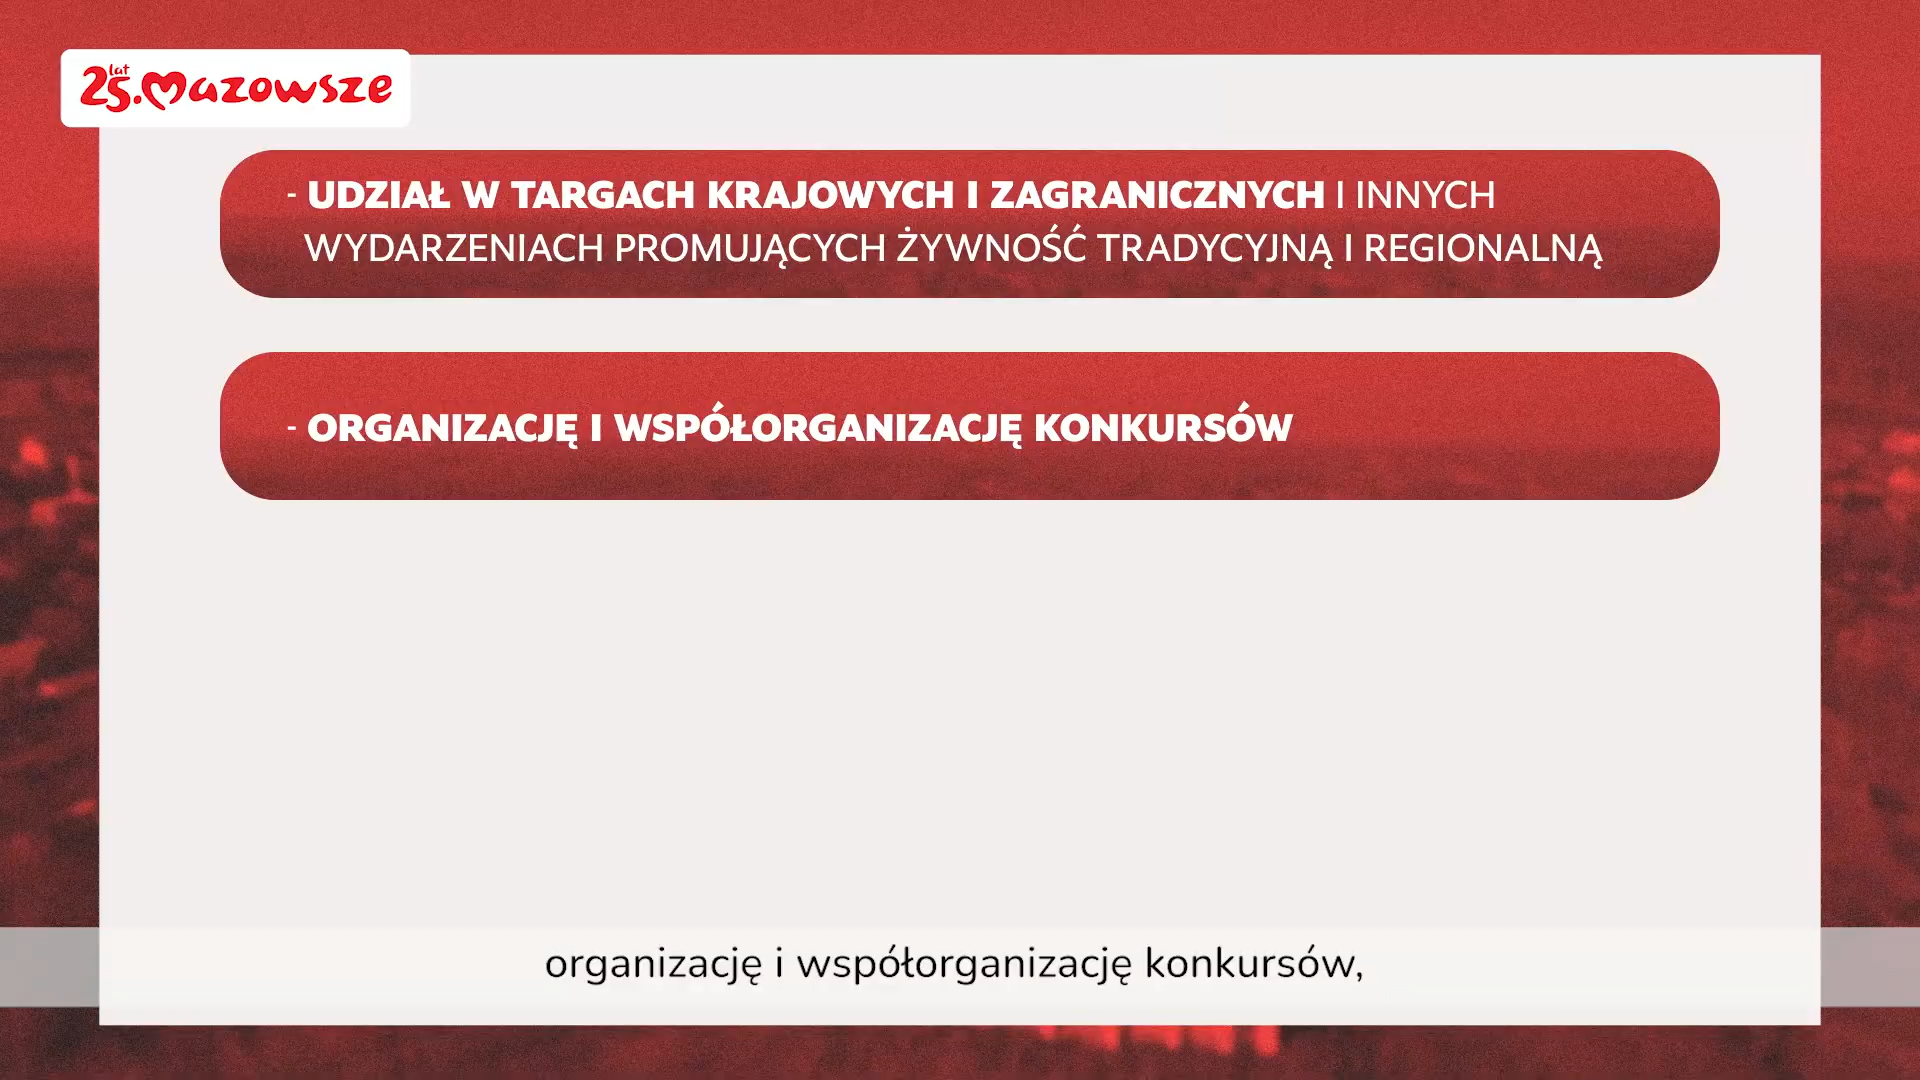 25 lat. Mazowsze
- UDZIAŁ W TARGACH KRAJOWYCH I ZAGRANICZNYCH I INNYCH
WYDARZENIACH PROMUJĄCYCH ŻYWNOŚĆ TRADYCYJNĄ I REGIONALNĄ
- ORGANIZACJĘ I WSPÓŁORGANIZACJĘ KONKURSÓW
organizację i współorganizację konkursów,